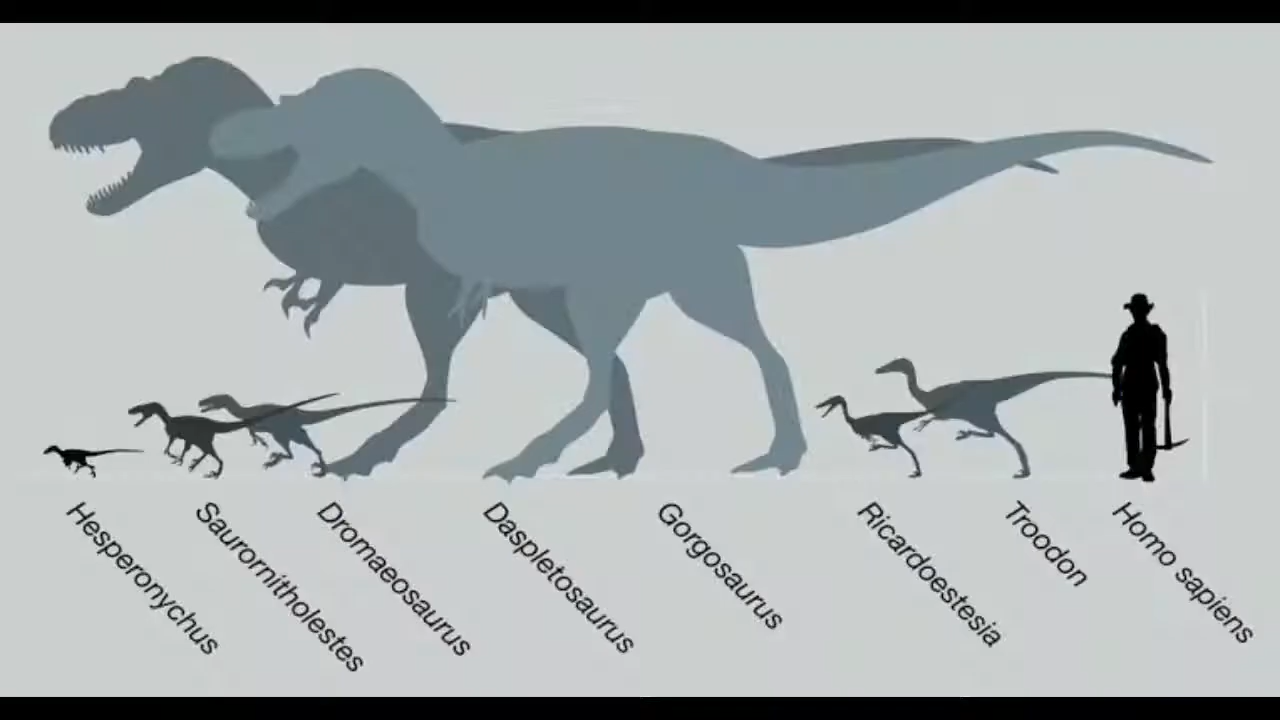 Hesperonychus
Saurornitholestes
Dromaeosaurus
Daspletosaurus
Gorgosaurus
Ricardoestesia
Troodon
Homo sapiens